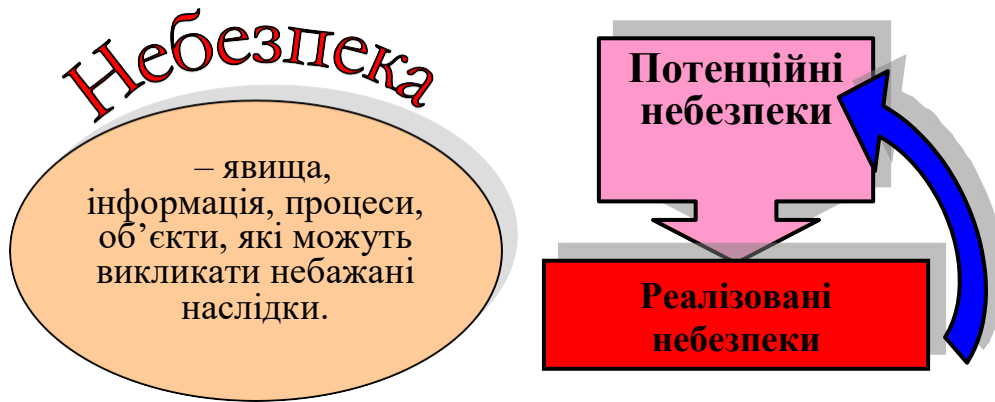 Небезпека
– явища,
інформація, процеси,
об’єкти, які можуть
викликати небажані
наслідки.
Потенційні
небезпеки
Реалізовані
небезпеки